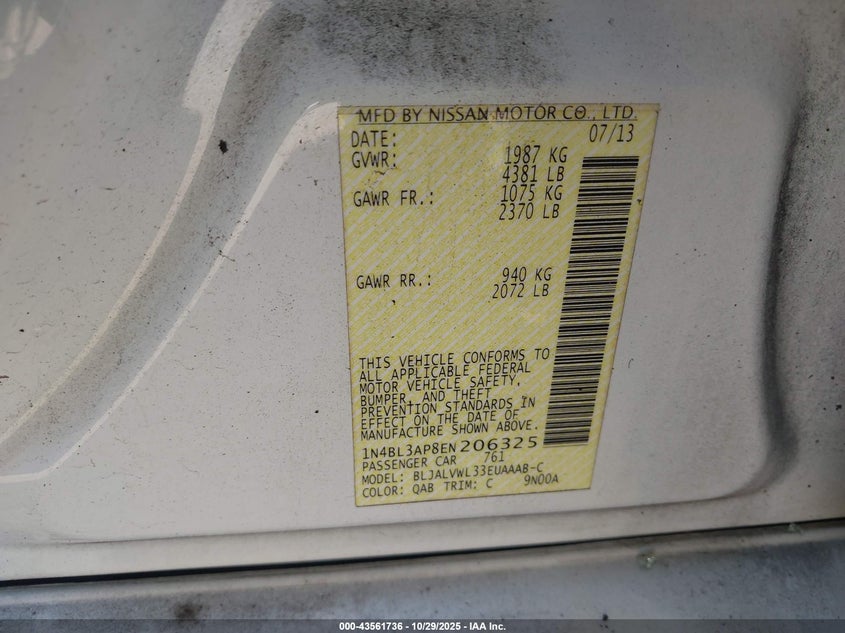 MFD BY NISSAN MOTOR CO., LTD.
DATE: 07/13
GVWR: 1987 KG
4381 LB
GAWR FR.: 1075 KG
2370 LB
GAWR RR.: 940 KG
2072 LB
THIS VEHICLE CONFORMS TO
ALL APPLICABLE FEDERAL
MOTOR VEHICLE SAFETY,
BUMPER, AND THEFT
PREVENTION STANDARDS IN
EFFECT ON THE DATE OF
MANUFACTURE SHOWN ABOVE.
1N4BL3AP8EN206325
PASSENGER CAR 761
MODEL: BLJALVWL33EUAAAB-C
COLOR: QAB TRIM: C 9N00A
000-43561736 - 10/29/2025 - IAA Inc.